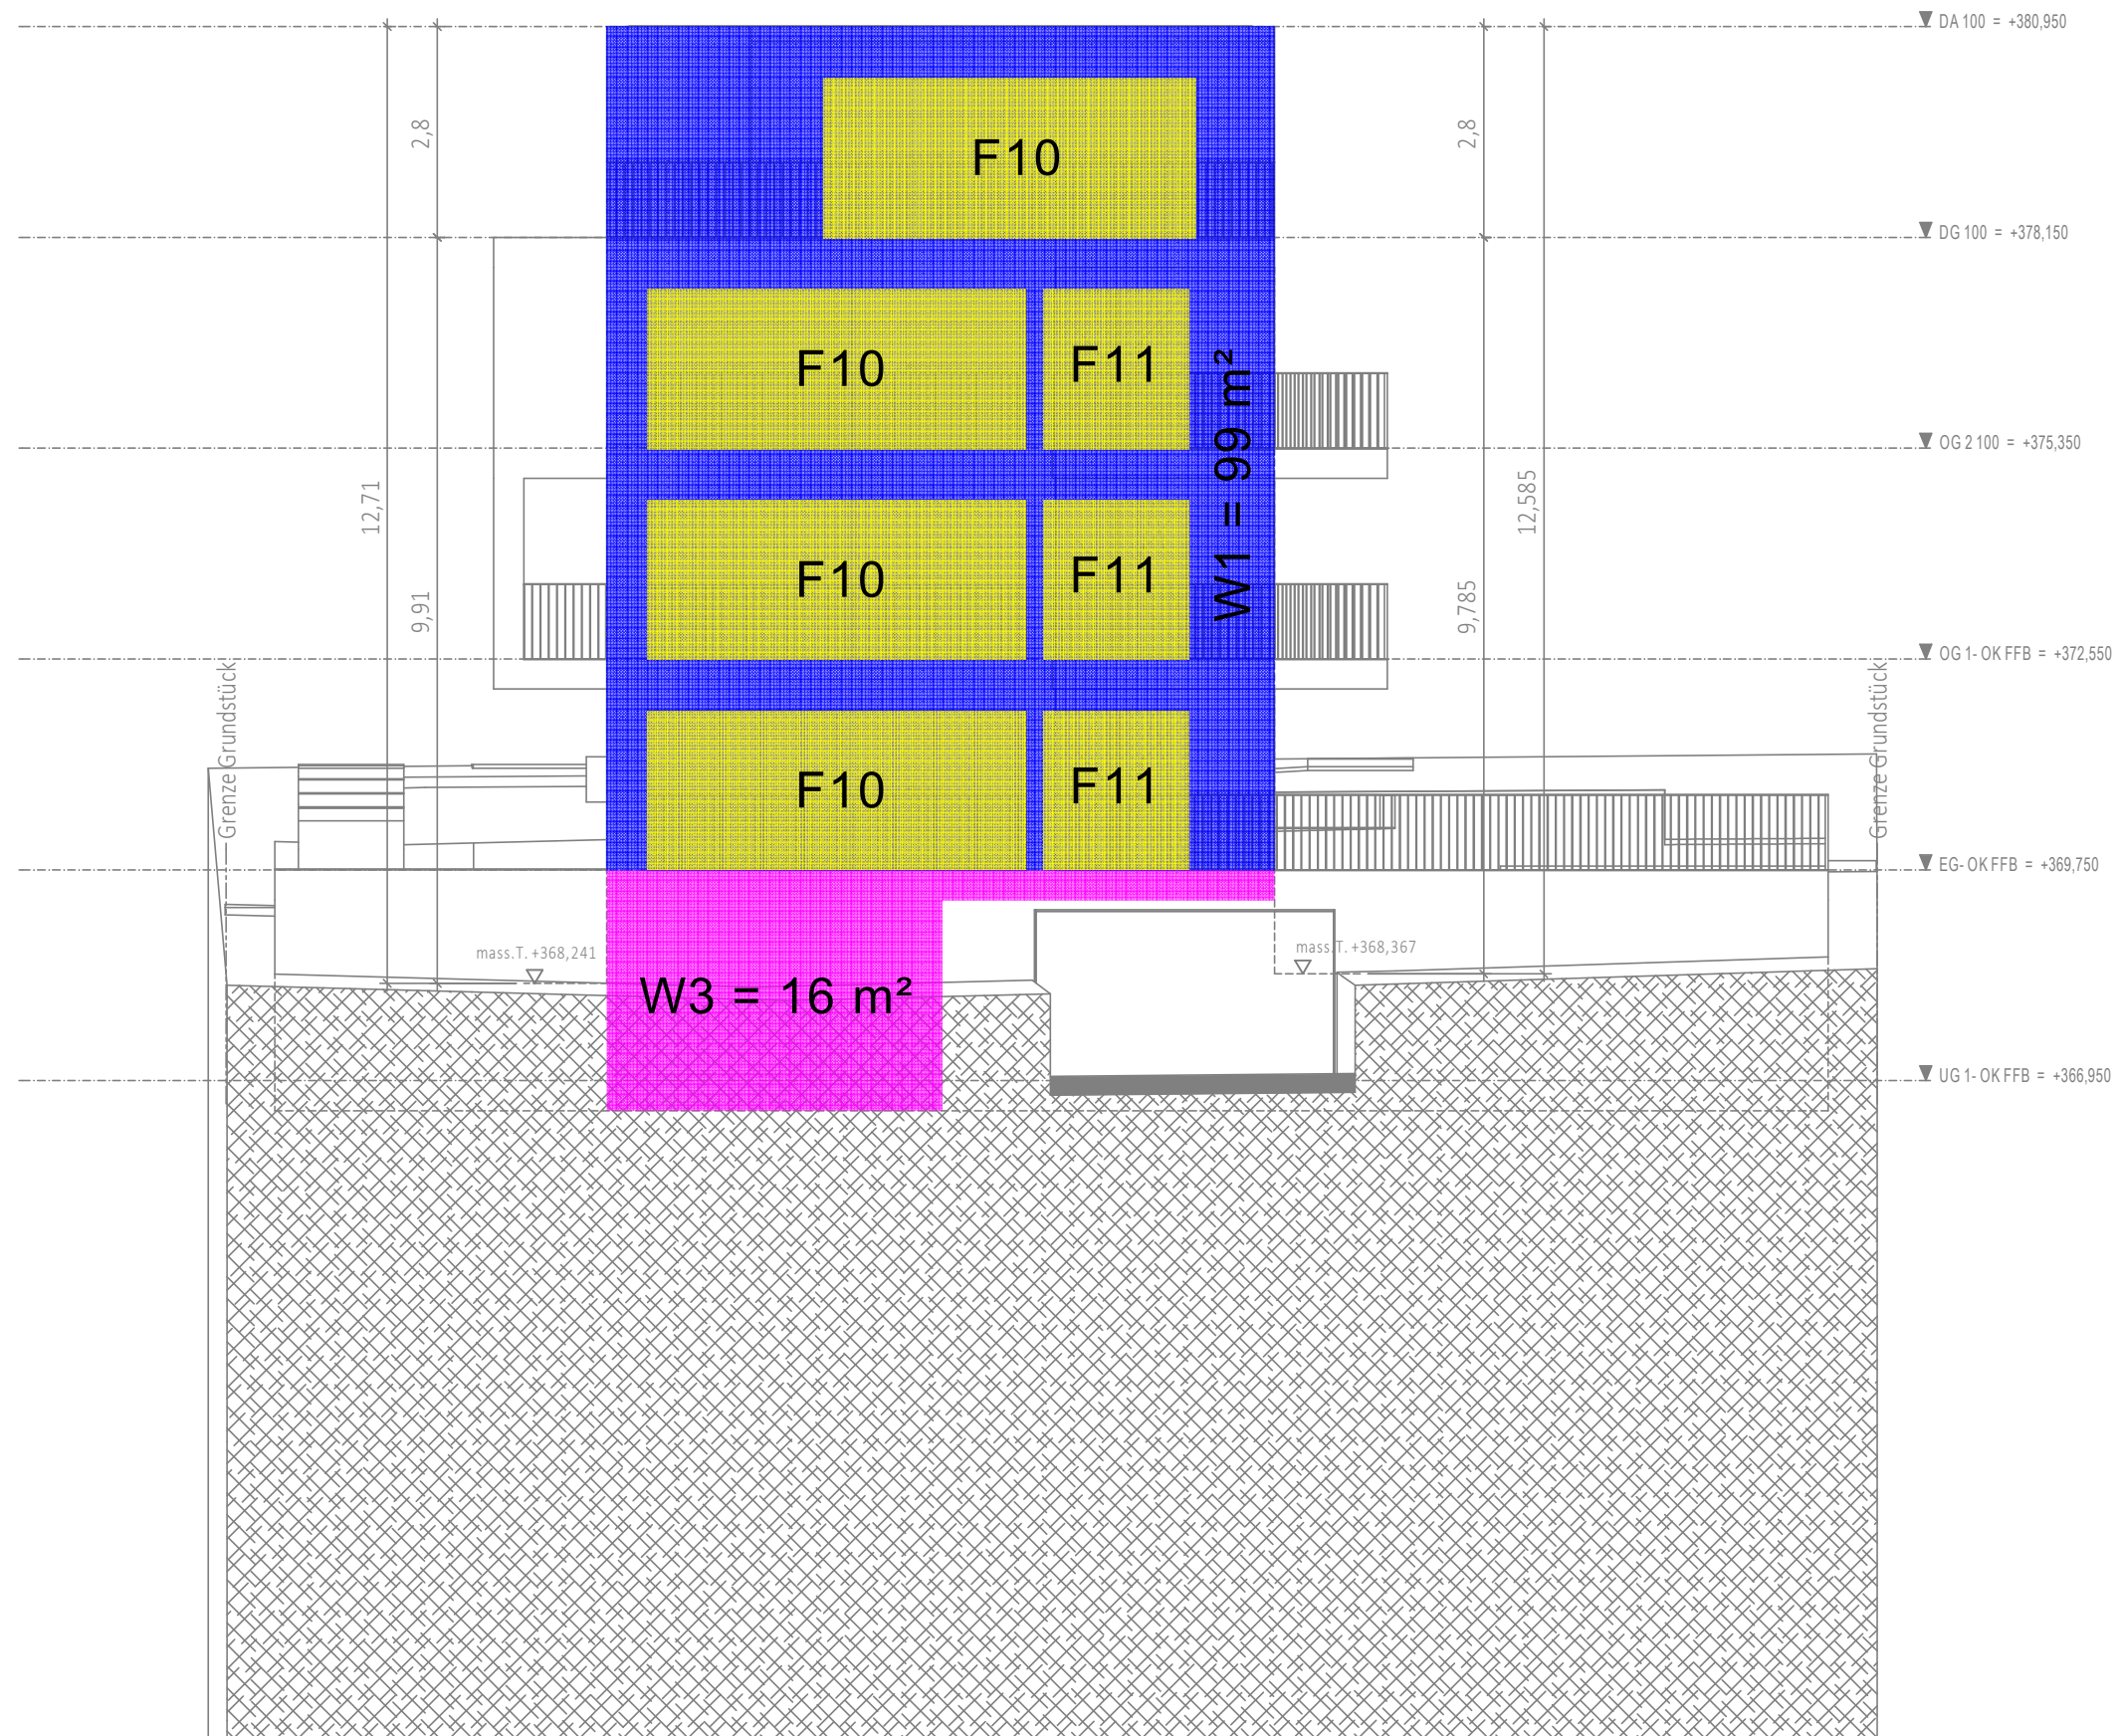 DA 100 = +380,950
2,8
2,8
F10
DG 100 = +378,150
F10
F11
W1 = 99 m²
OG 2 100 = +375,350
12,71
12,585
F10
F11
9,91
9,785
OG 1- OK FFB = +372,550
Grenze Grundstück
Grenze Grundstück
F10
F11
EG- OK FFB = +369,750
mass.T. +368,241
mass.T. +368,367
W3 = 16 m²
UG 1- OK FFB = +366,950